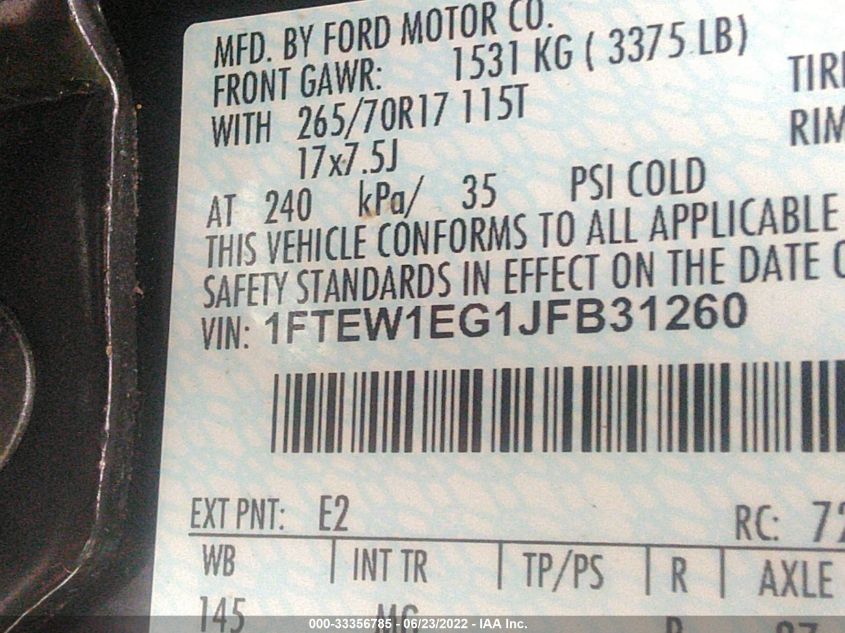 MFD. BY FORD MOTOR CO.
FRONT GAWR: 1531 KG ( 3375 LB)
WITH 265/70R17 115T
17x7.5J
AT 240 kPa/ 35 PSI COLD
THIS VEHICLE CONFORMS TO ALL APPLICABLE
SAFETY STANDARDS IN EFFECT ON THE DATE
VIN: 1FTEW1EG1JFB31260
EXT PNT: E2 RC: 72
WB INT TR TP/PS R AXLE
145
000-33356785 - 06/23/2022 - IAA Inc.